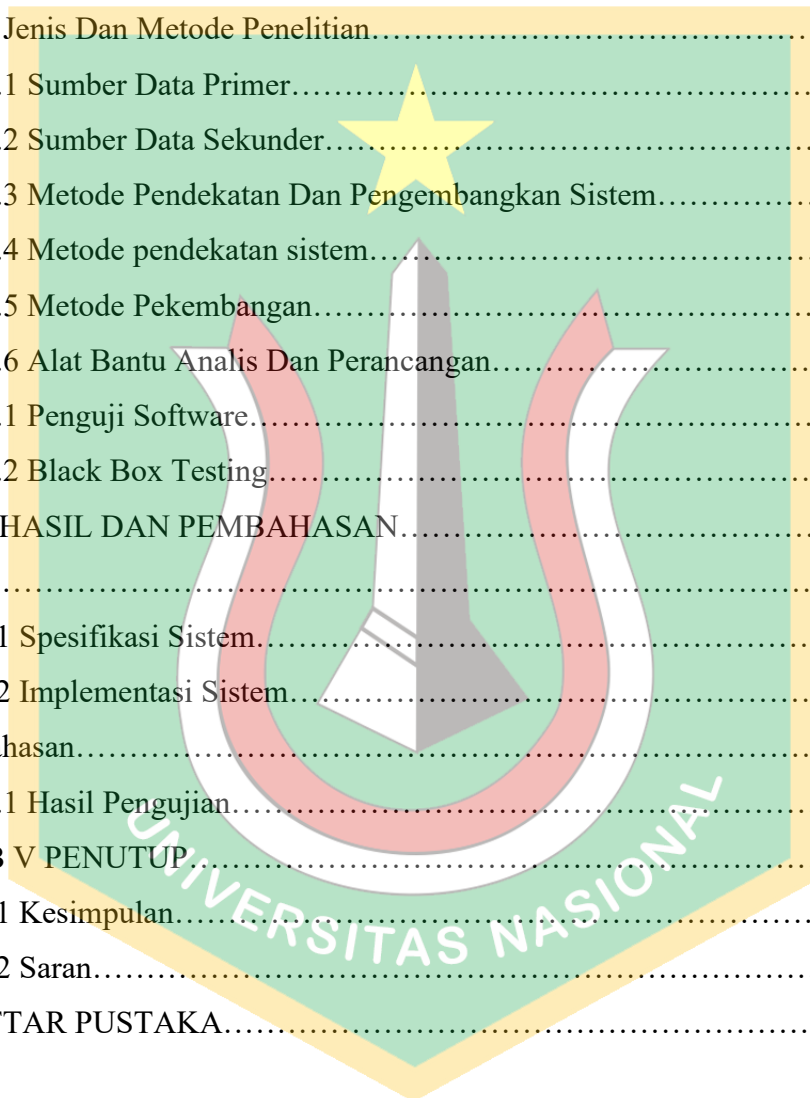 Jenis Dan Metode Penelitian……………………………………
.1 Sumber Data Primer……………………………………………
.2 Sumber Data Sekunder…………………………………………
.3 Metode Pendekatan Dan Pengembangkan Sistem………………
.4 Metode pendekatan sistem………………………………………
.5 Metode Pekembangan……………………………………………
.6 Alat Bantu Analis Dan Perancangan……………………………
.1 Penguji Software…………………………………………………
.2 Black Box Testing…………………………………………………
HASIL DAN PEMBAHASAN………………………………………
………………………………………………………………………
1 Spesifikasi Sistem…………………………………………………
2 Implementasi Sistem………………………………………………
hasan…………………………………………………………………
.1 Hasil Pengujian……………………………………………………
V PENUTUP…………………………………………………………
1 Kesimpulan…………………………………………………………
2 Saran…………………………………………………………………
TAR PUSTAKA………………………………………………………
UNIVERSITAS NASIONAL